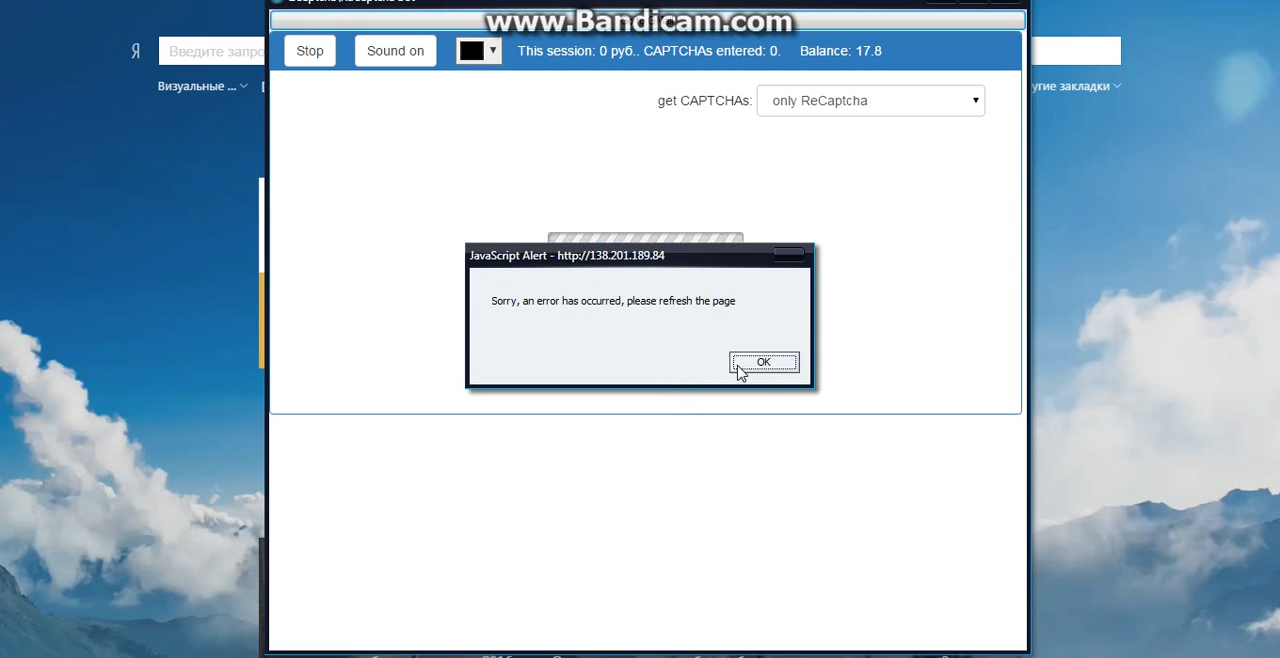 www.Bandicam.com
Я Введите запро
Stop Sound on This session: 0 руб.. CAPTCHAs entered: 0. Balance: 17.8
Визуальные ...
угие закладки
get CAPTCHAs: only ReCaptcha
JavaScript Alert - http://138.201.189.84
Sorry, an error has occurred, please refresh the page
OK